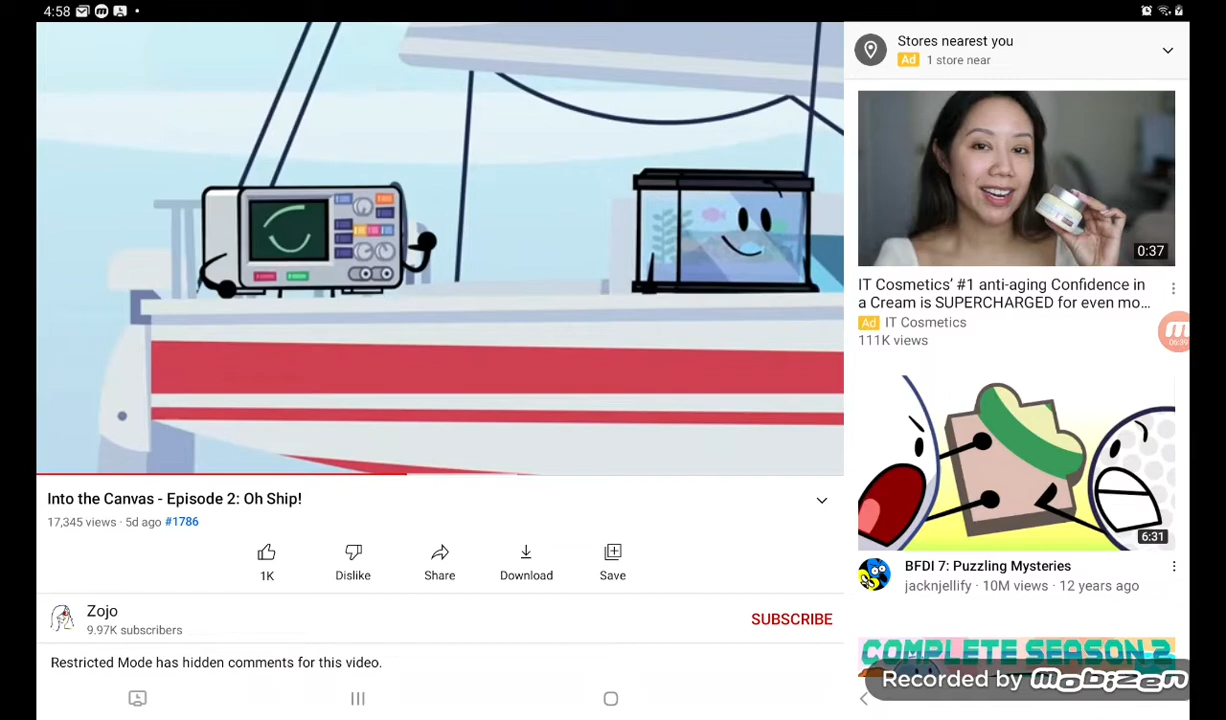 4:58
Stores nearest you
Ad 1 store near
0:37
IT Cosmetics' #1 anti-aging Confidence in
a Cream is SUPERCHARGED for even mo...
Ad IT Cosmetics
111K views
06:39
6:31
BFDI 7: Puzzling Mysteries
jacknjellify · 10M views · 12 years ago
COMPLETE SEASON 2
Into the Canvas - Episode 2: Oh Ship!
17,345 views · 5d ago #1786
1K
Dislike
Share
Download
Save
Zojo
9.97K subscribers
SUBSCRIBE
Restricted Mode has hidden comments for this video.
Recorded by mobizen